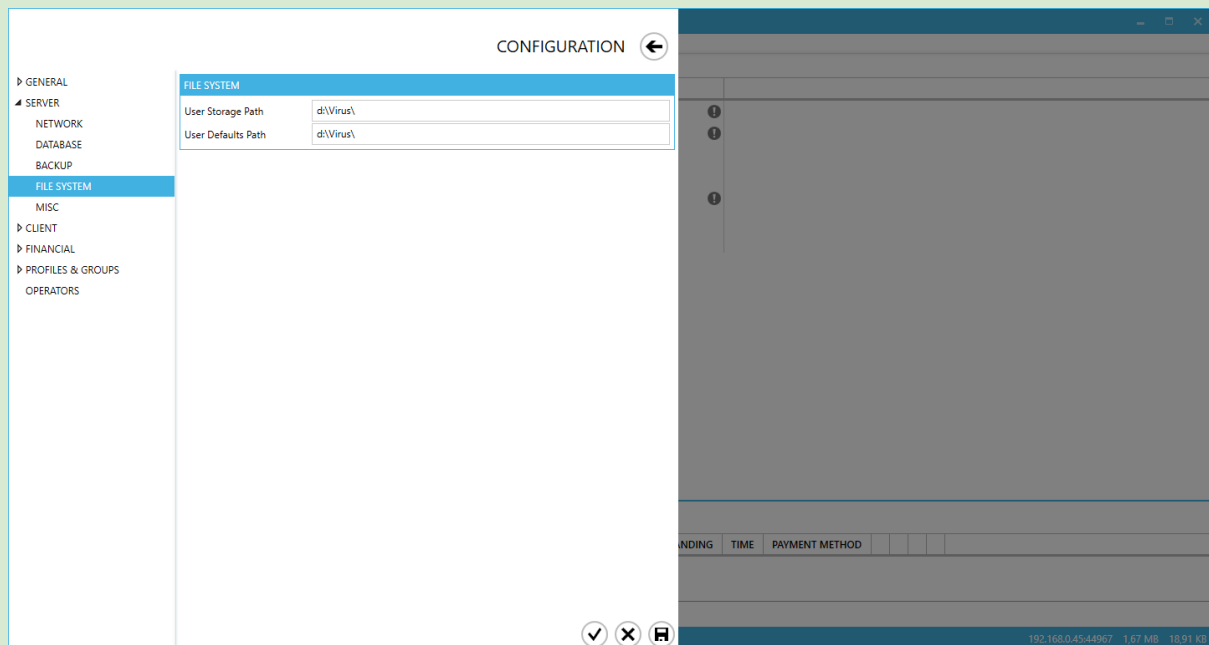 CONFIGURATION
GENERAL
SERVER
NETWORK
DATABASE
BACKUP
FILE SYSTEM
MISC
CLIENT
FINANCIAL
PROFILES & GROUPS
OPERATORS
FILE SYSTEM
User Storage Path d:\Virus\
User Defaults Path d:\Virus\
ANDING TIME PAYMENT METHOD
192.168.0.45:44967 1,67 MB 18,91 KB